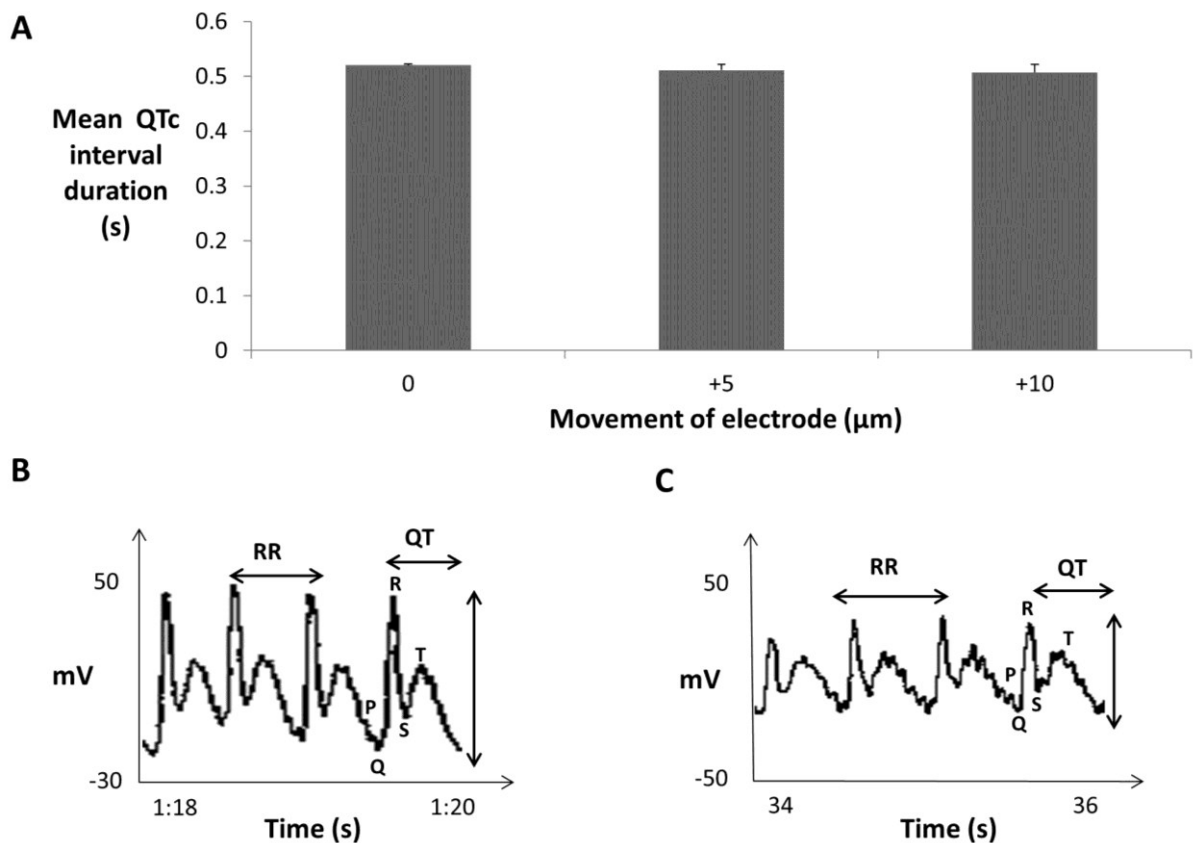 A
0.6
0.5
0.4
0.3
0.2
0.1
0
Mean QTc
interval
duration
(s)
0 +5 +10
Movement of electrode (μm)
B
RR
QT
R
T
P
S
Q
50
mV
-30
1:18 1:20
Time (s)
C
RR
QT
R
T
P
S
Q
50
mV
-50
34 36
Time (s)